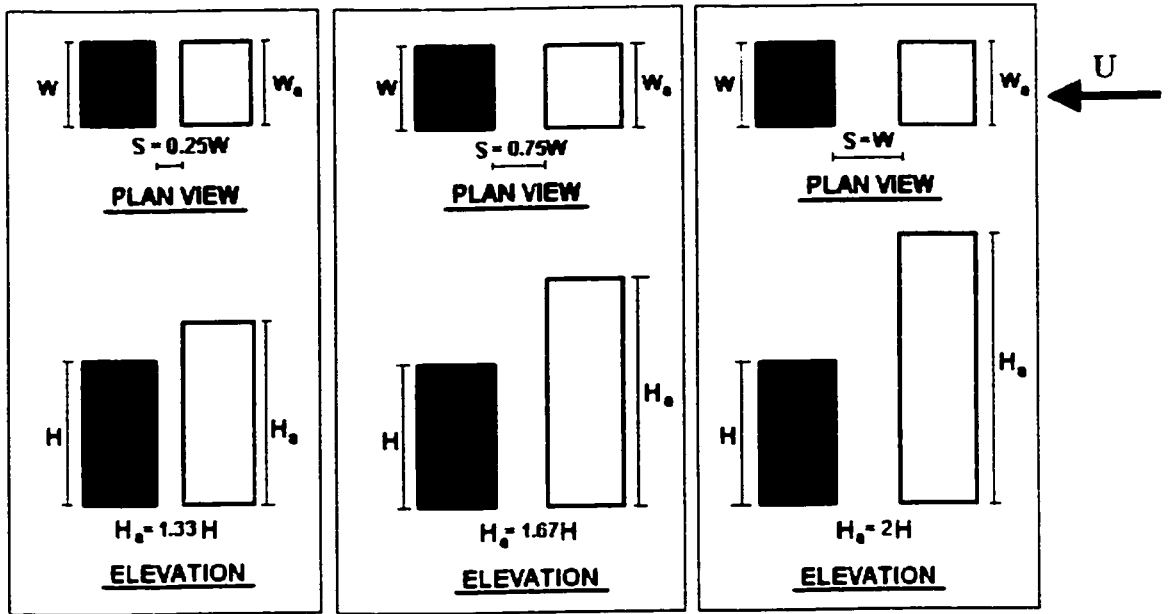 W
Wa
S = 0.25W
PLAN VIEW
H
Ha
Ha = 1.33 H
ELEVATION
W
Wa
S = 0.75W
PLAN VIEW
H
Ha
Ha = 1.67H
ELEVATION
W
Wa
S = W
PLAN VIEW
H
Ha
Ha = 2H
ELEVATION
U